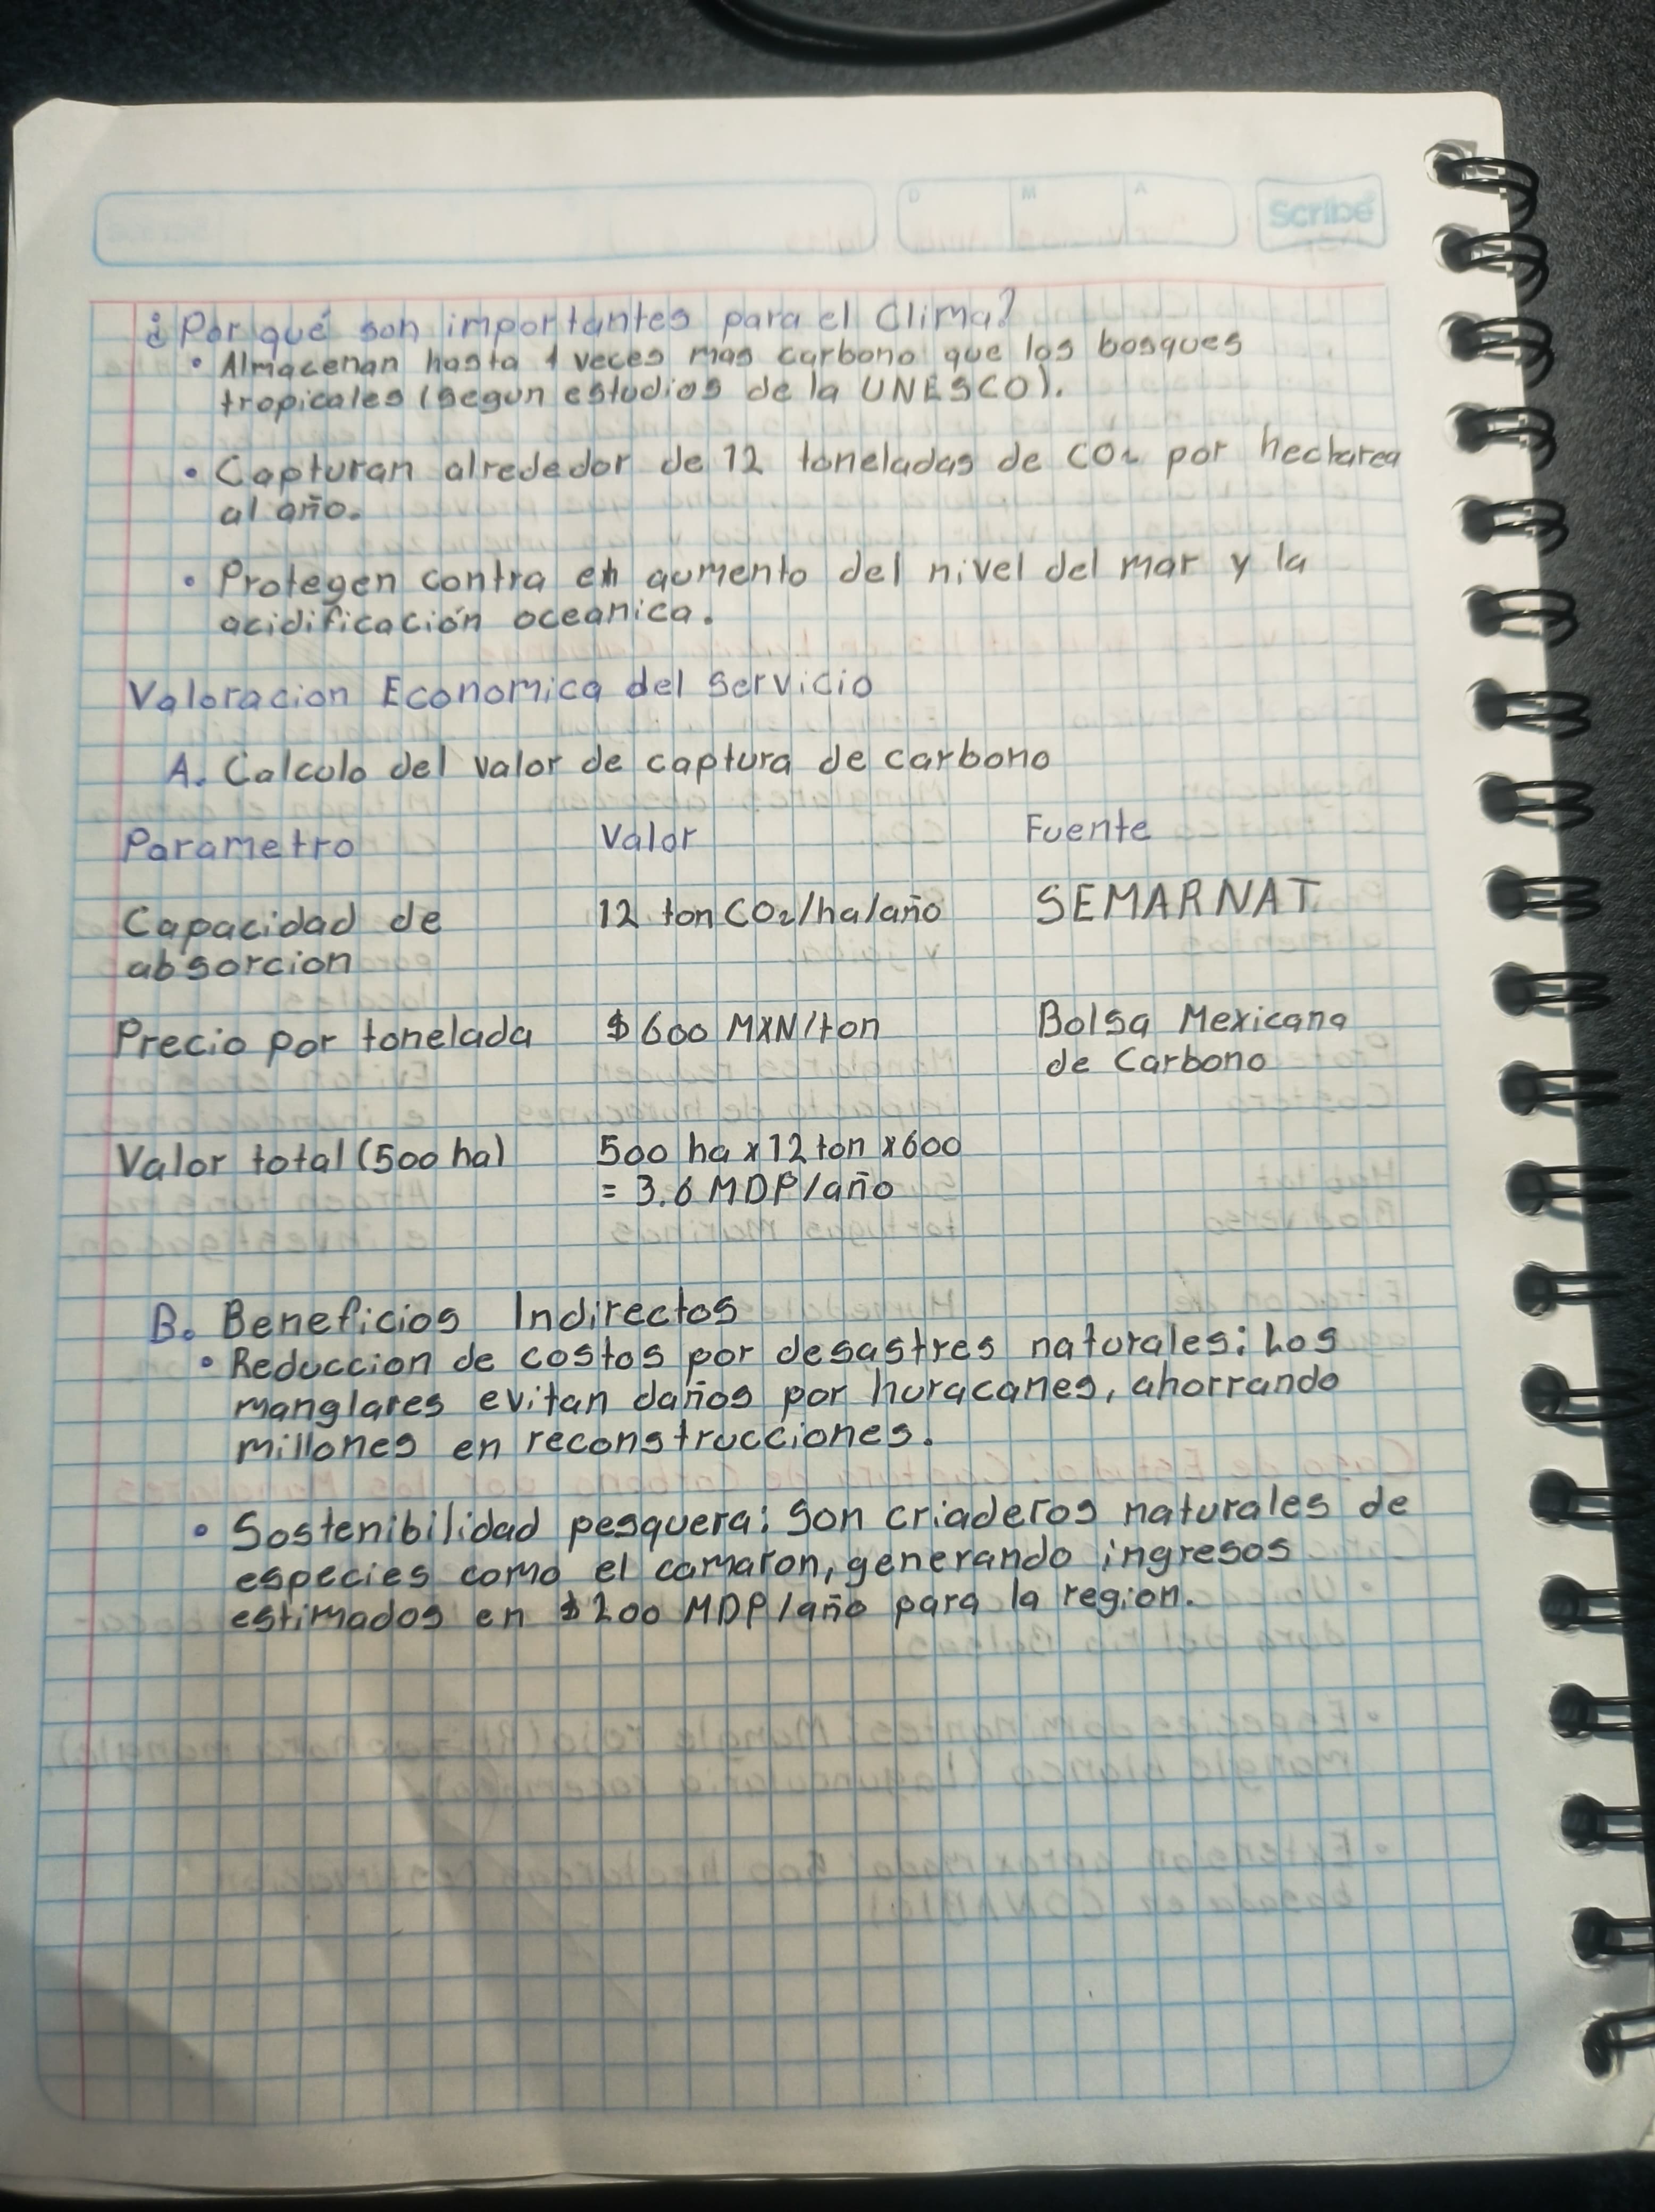 D M A Scribe
¿Por qué son importantes para el Clima?
• Almacenan hasta 4 veces mas carbono que los bosques
tropicales (segun estudios de la UNESCO).
• Capturan alrededor de 12 toneladas de CO2 por hectarea
al año.
• Protegen contra en aumento del nivel del mar y la
acidificación oceanica.
Valoracion Economica del Servicio
A. Calculo del valor de captura de carbono
Parametro Valor Fuente
Capacidad de 12 ton CO2/ha/año SEMARNAT
absorcion
Precio por tonelada $600 MXN/ton Bolsa Mexicana
de Carbono
Valor total (500 ha) 500 ha x 12 ton x 600
= 3.6 MDP/año
B. Beneficios Indirectos
• Reduccion de costos por desastres naturales: Los
manglares evitan daños por huracanes, ahorrando
millones en reconstrucciones.
• Sostenibilidad pesquera: Son criaderos naturales de
especies como el camaron, generando ingresos
estimados en $200 MDP/año para la region.